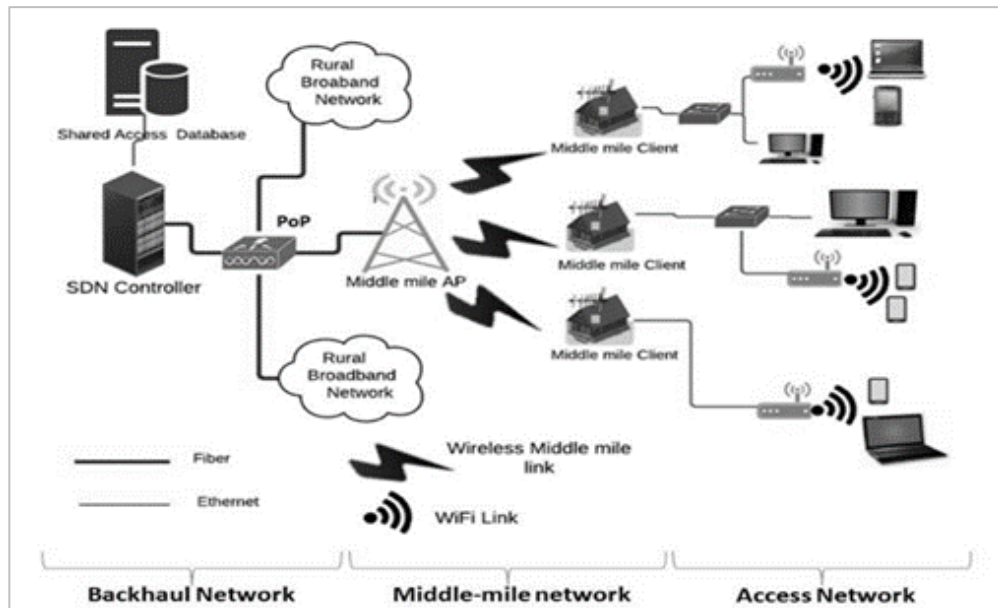 Rural
Broaband
Network
Shared Access Database
Middle mile Client
PoP
SDN Controller
Middle mile AP
Middle mile Client
Middle mile Client
Rural
Broadband
Network
Fiber
Wireless Middle mile
link
Ethernet
WiFi Link
Backhaul Network
Middle-mile network
Access Network